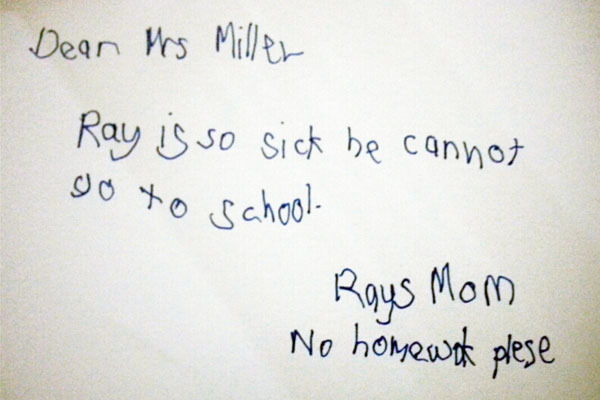 Dear Mrs Miller
Ray is so sick he cannot
go to school.
Rays Mom
No homewok plese